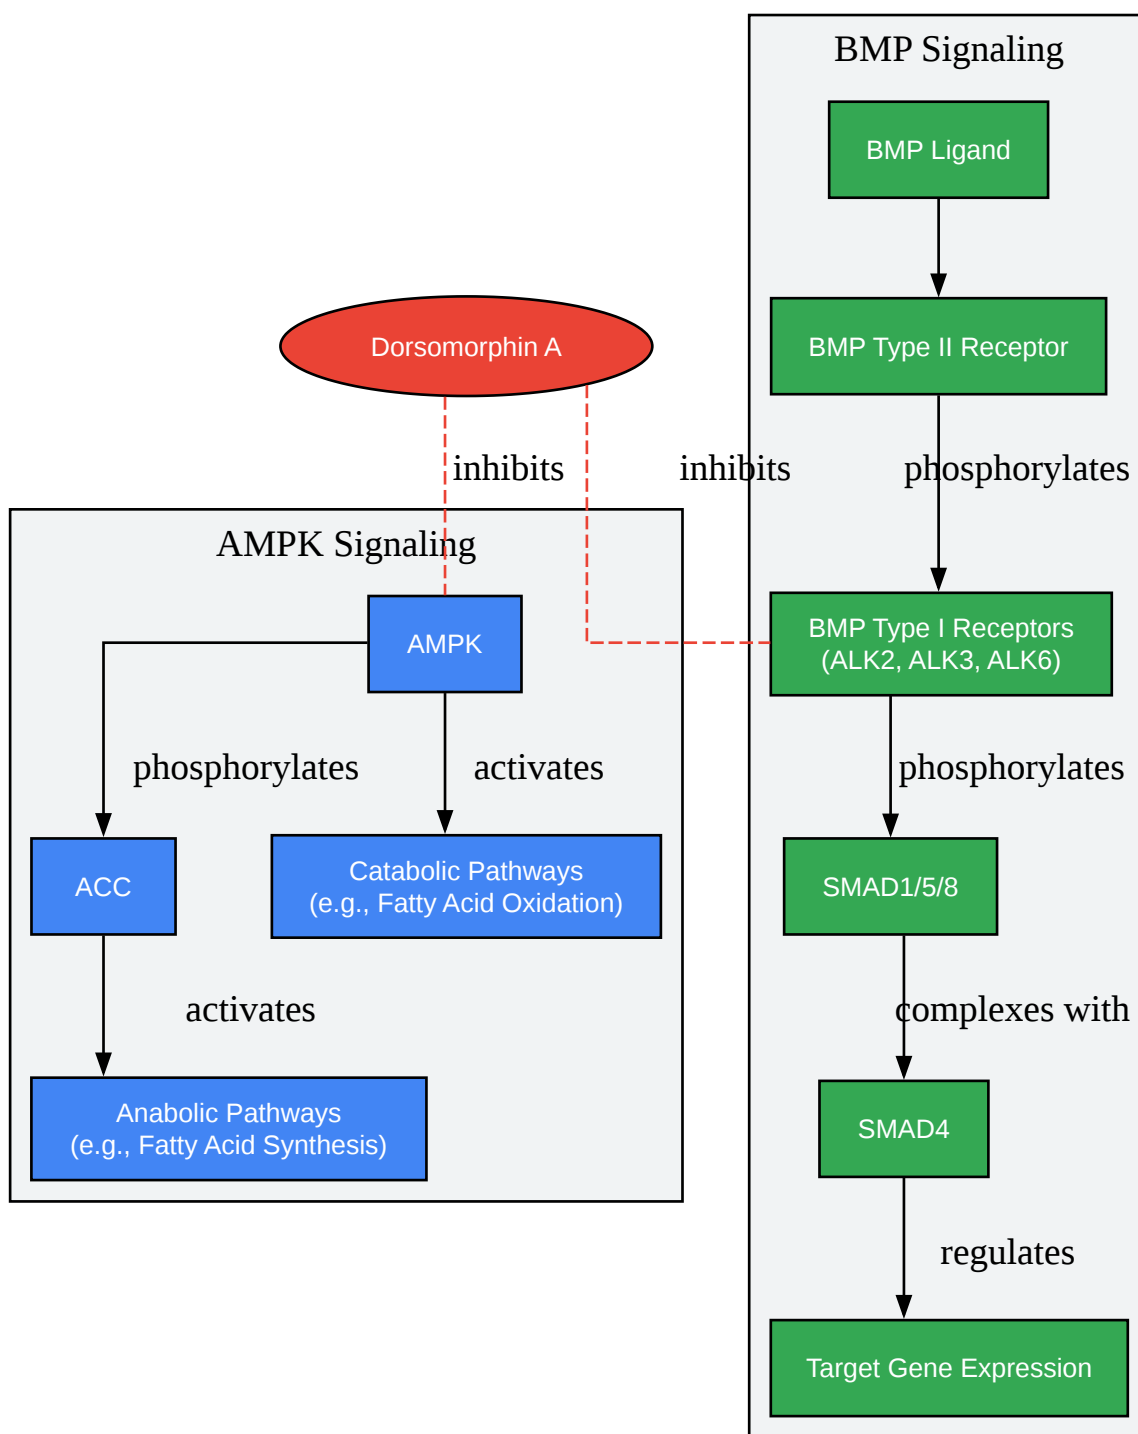 BMP Signaling
BMP Ligand
Dorsomorphin A
BMP Type II Receptor
inhibits
inhibits
phosphorylates
AMPK Signaling
AMPK
BMP Type I Receptors
(ALK2, ALK3, ALK6)
phosphorylates
activates
phosphorylates
ACC
Catabolic Pathways
(e.g., Fatty Acid Oxidation)
SMAD1/5/8
activates
complexes with
Anabolic Pathways
(e.g., Fatty Acid Synthesis)
SMAD4
regulates
Target Gene Expression